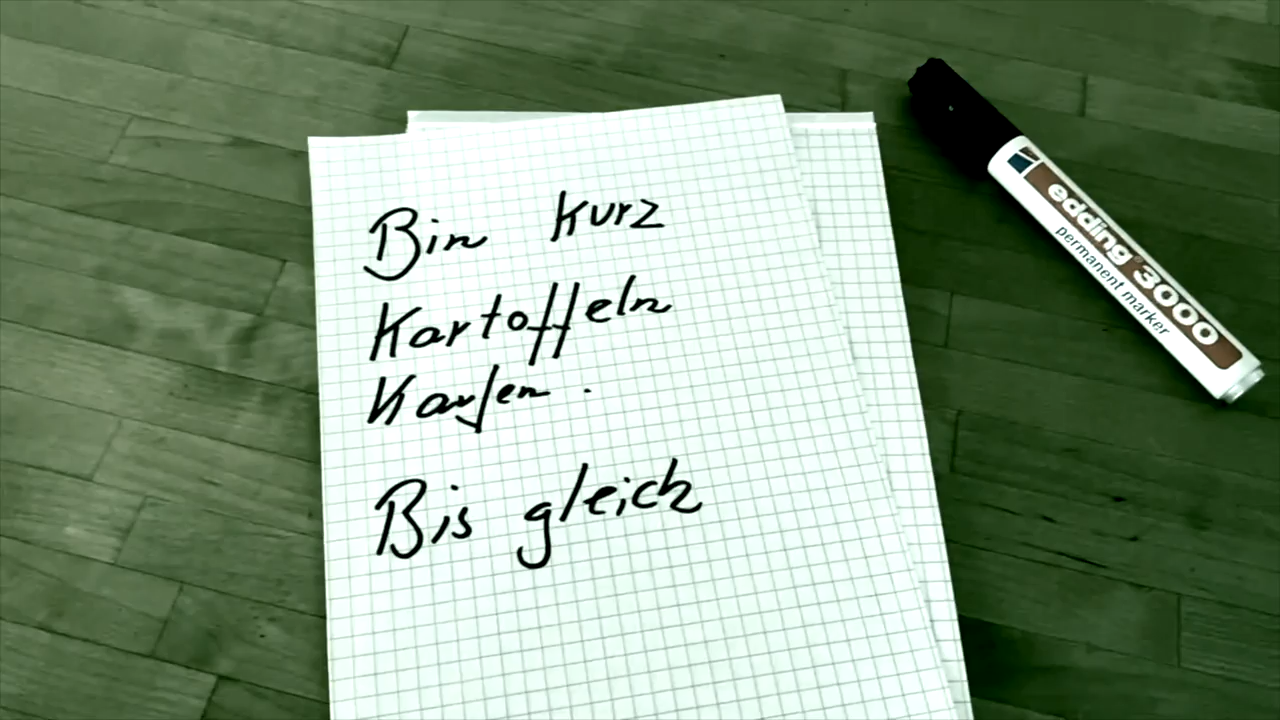 Bin kurz
Kartoffeln
Kaufen.
Bis gleich
edding 3000
permanent marker